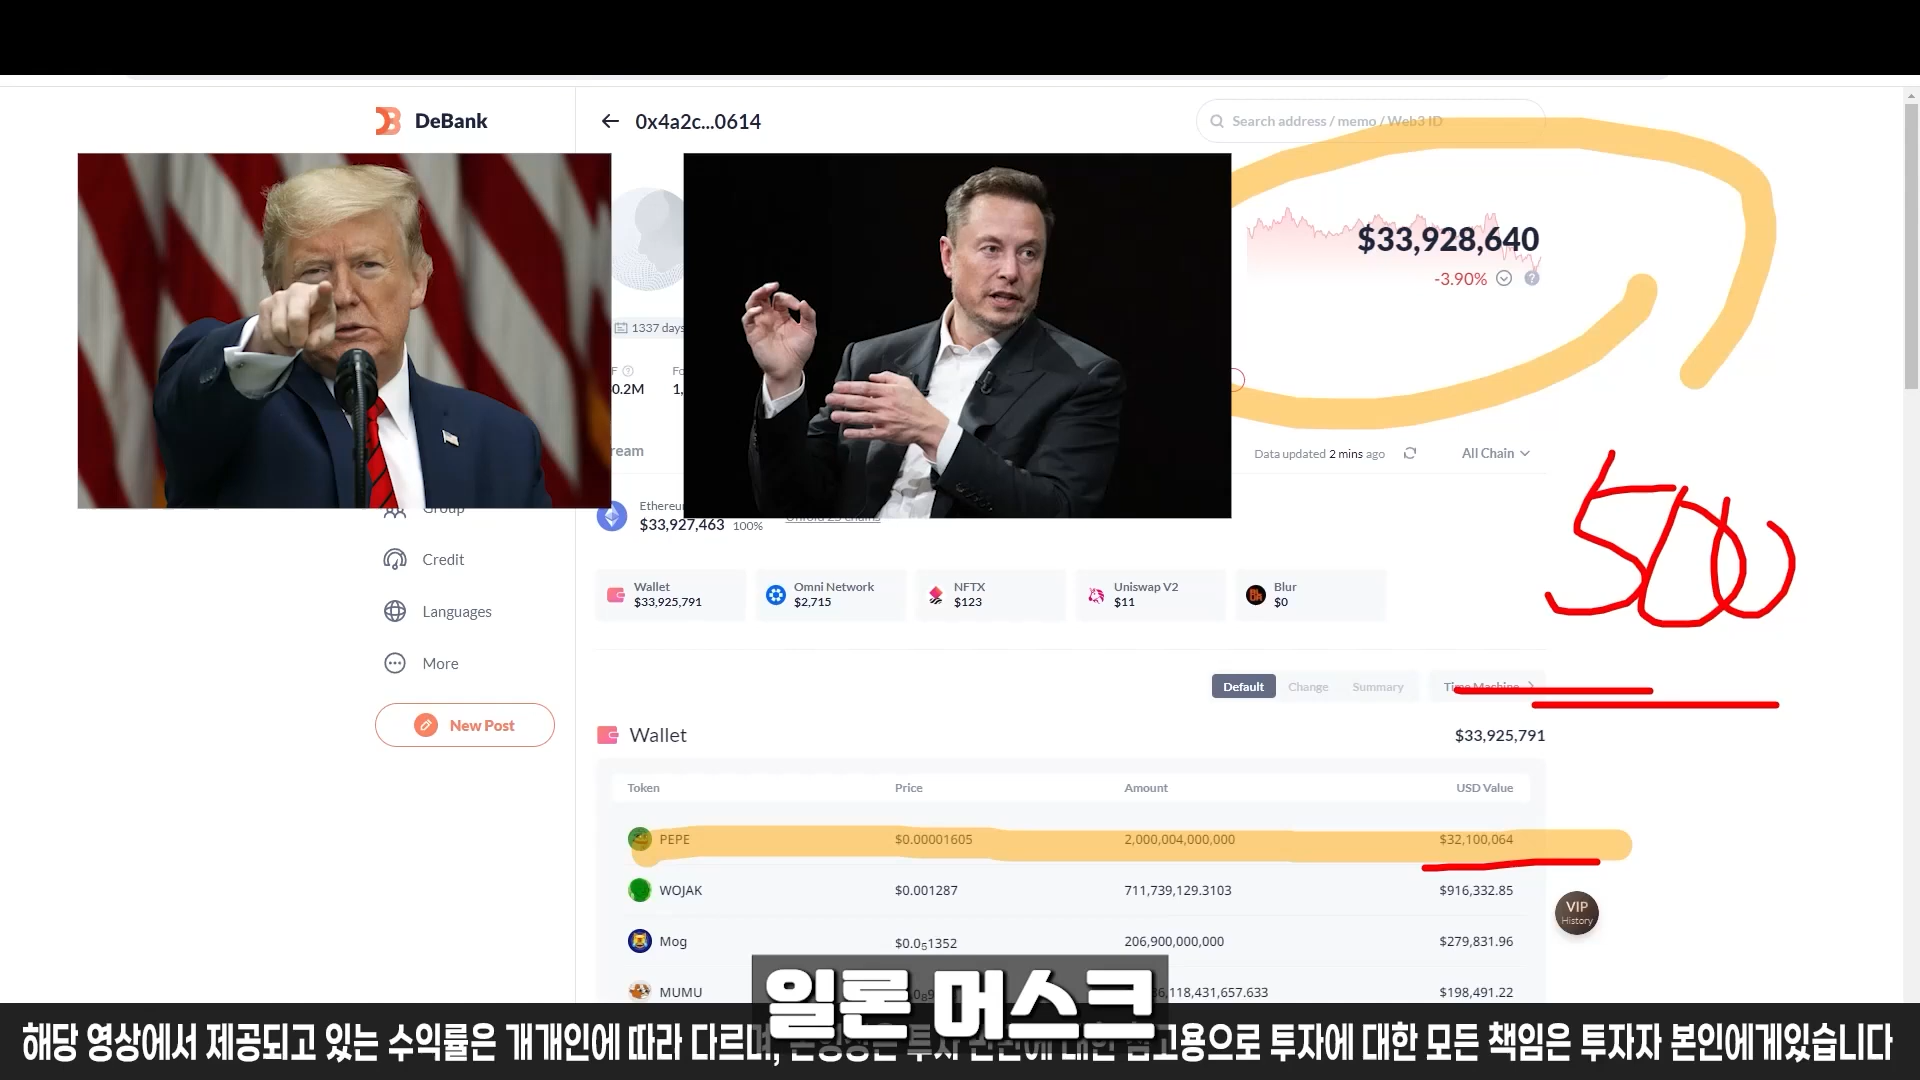 DeBank
0x4a2c...0614
Search address / memo / Web3 ID
$33,928,640
-3.90%
1337 days
0.2M
1,
Data updated 2 mins ago
All Chain
$33,927,463 100%
Group
Credit
Languages
More
New Post
Wallet
$33,925,791
Omni Network
$2,715
NFTX
$123
Uniswap V2
$11
Blur
$0
500
Default Change Summary Time Machine
Wallet $33,925,791
Token Price Amount USD Value
PEPE $0.00001605 2,000,004,000,000 $32,100,064
WOJAK $0.001287 711,739,129.3103 $916,332.85
Mog $0.0₅1352 206,900,000,000 $279,831.96
MUMU $198,491.22
VIP
History
일론 머스크
해당 영상에서 제공되고 있는 수익률은 개개인에 따라 다르며, 투자에 대한 모든 책임은 투자자 본인에게있습니다